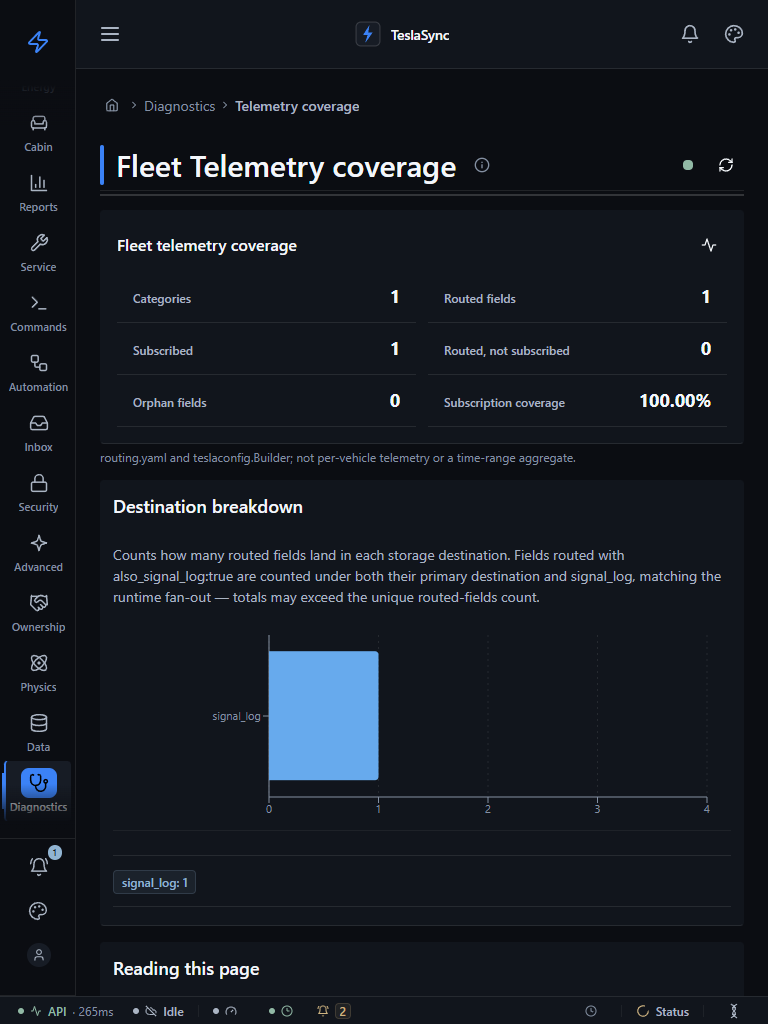 TeslaSync
Energy
Cabin
Reports
Service
Commands
Automation
Inbox
Security
Advanced
Ownership
Physics
Data
Diagnostics
1
Diagnostics
Telemetry coverage
Fleet Telemetry coverage
Fleet telemetry coverage
Categories 1
Routed fields 1
Subscribed 1
Routed, not subscribed 0
Orphan fields 0
Subscription coverage 100.00%
routing.yaml and teslaconfig.Builder; not per-vehicle telemetry or a time-range aggregate.
Destination breakdown
Counts how many routed fields land in each storage destination. Fields routed with
also_signal_log:true are counted under both their primary destination and signal_log, matching the
runtime fan-out — totals may exceed the unique routed-fields count.
signal_log
0 1 2 3 4
signal_log: 1
Reading this page
API · 265ms
Idle
2
Status